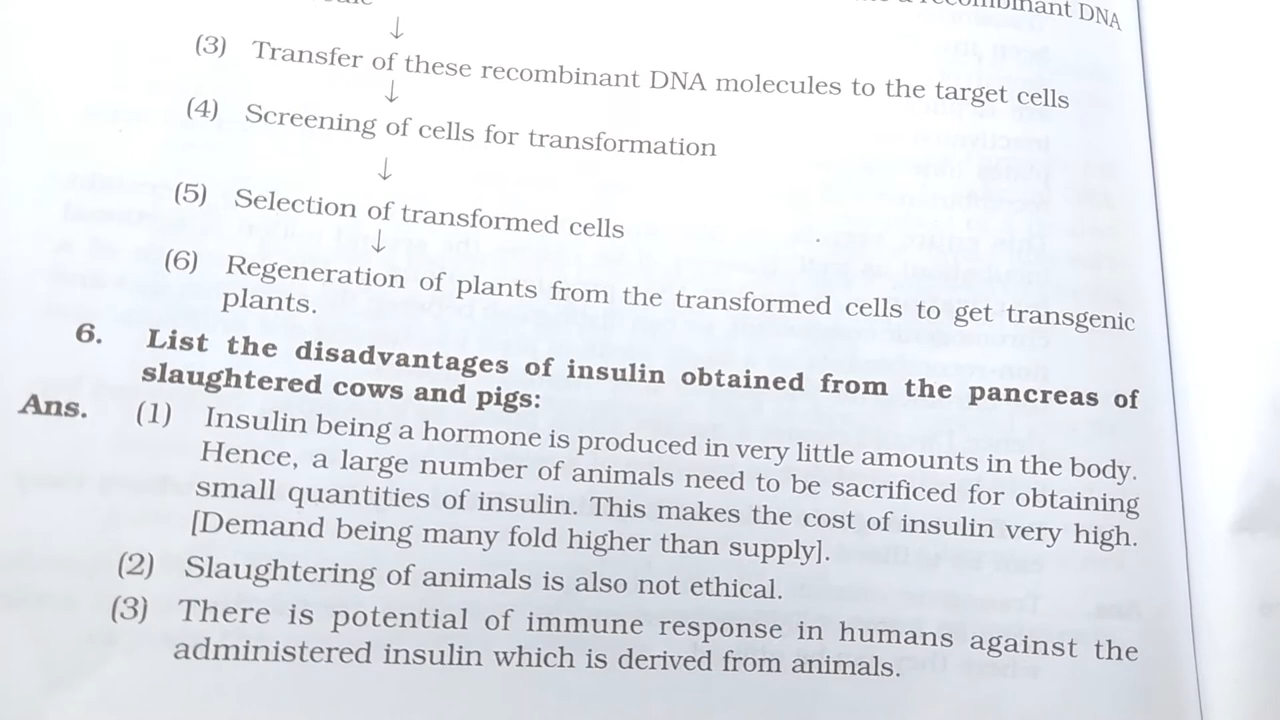 recombinant DNA
↓
(3) Transfer of these recombinant DNA molecules to the target cells
↓
(4) Screening of cells for transformation
↓
(5) Selection of transformed cells
↓
(6) Regeneration of plants from the transformed cells to get transgenic
plants.
6. List the disadvantages of insulin obtained from the pancreas of
slaughtered cows and pigs:
Ans. (1) Insulin being a hormone is produced in very little amounts in the body.
Hence, a large number of animals need to be sacrificed for obtaining
small quantities of insulin. This makes the cost of insulin very high.
[Demand being many fold higher than supply].
(2) Slaughtering of animals is also not ethical.
(3) There is potential of immune response in humans against the
administered insulin which is derived from animals.